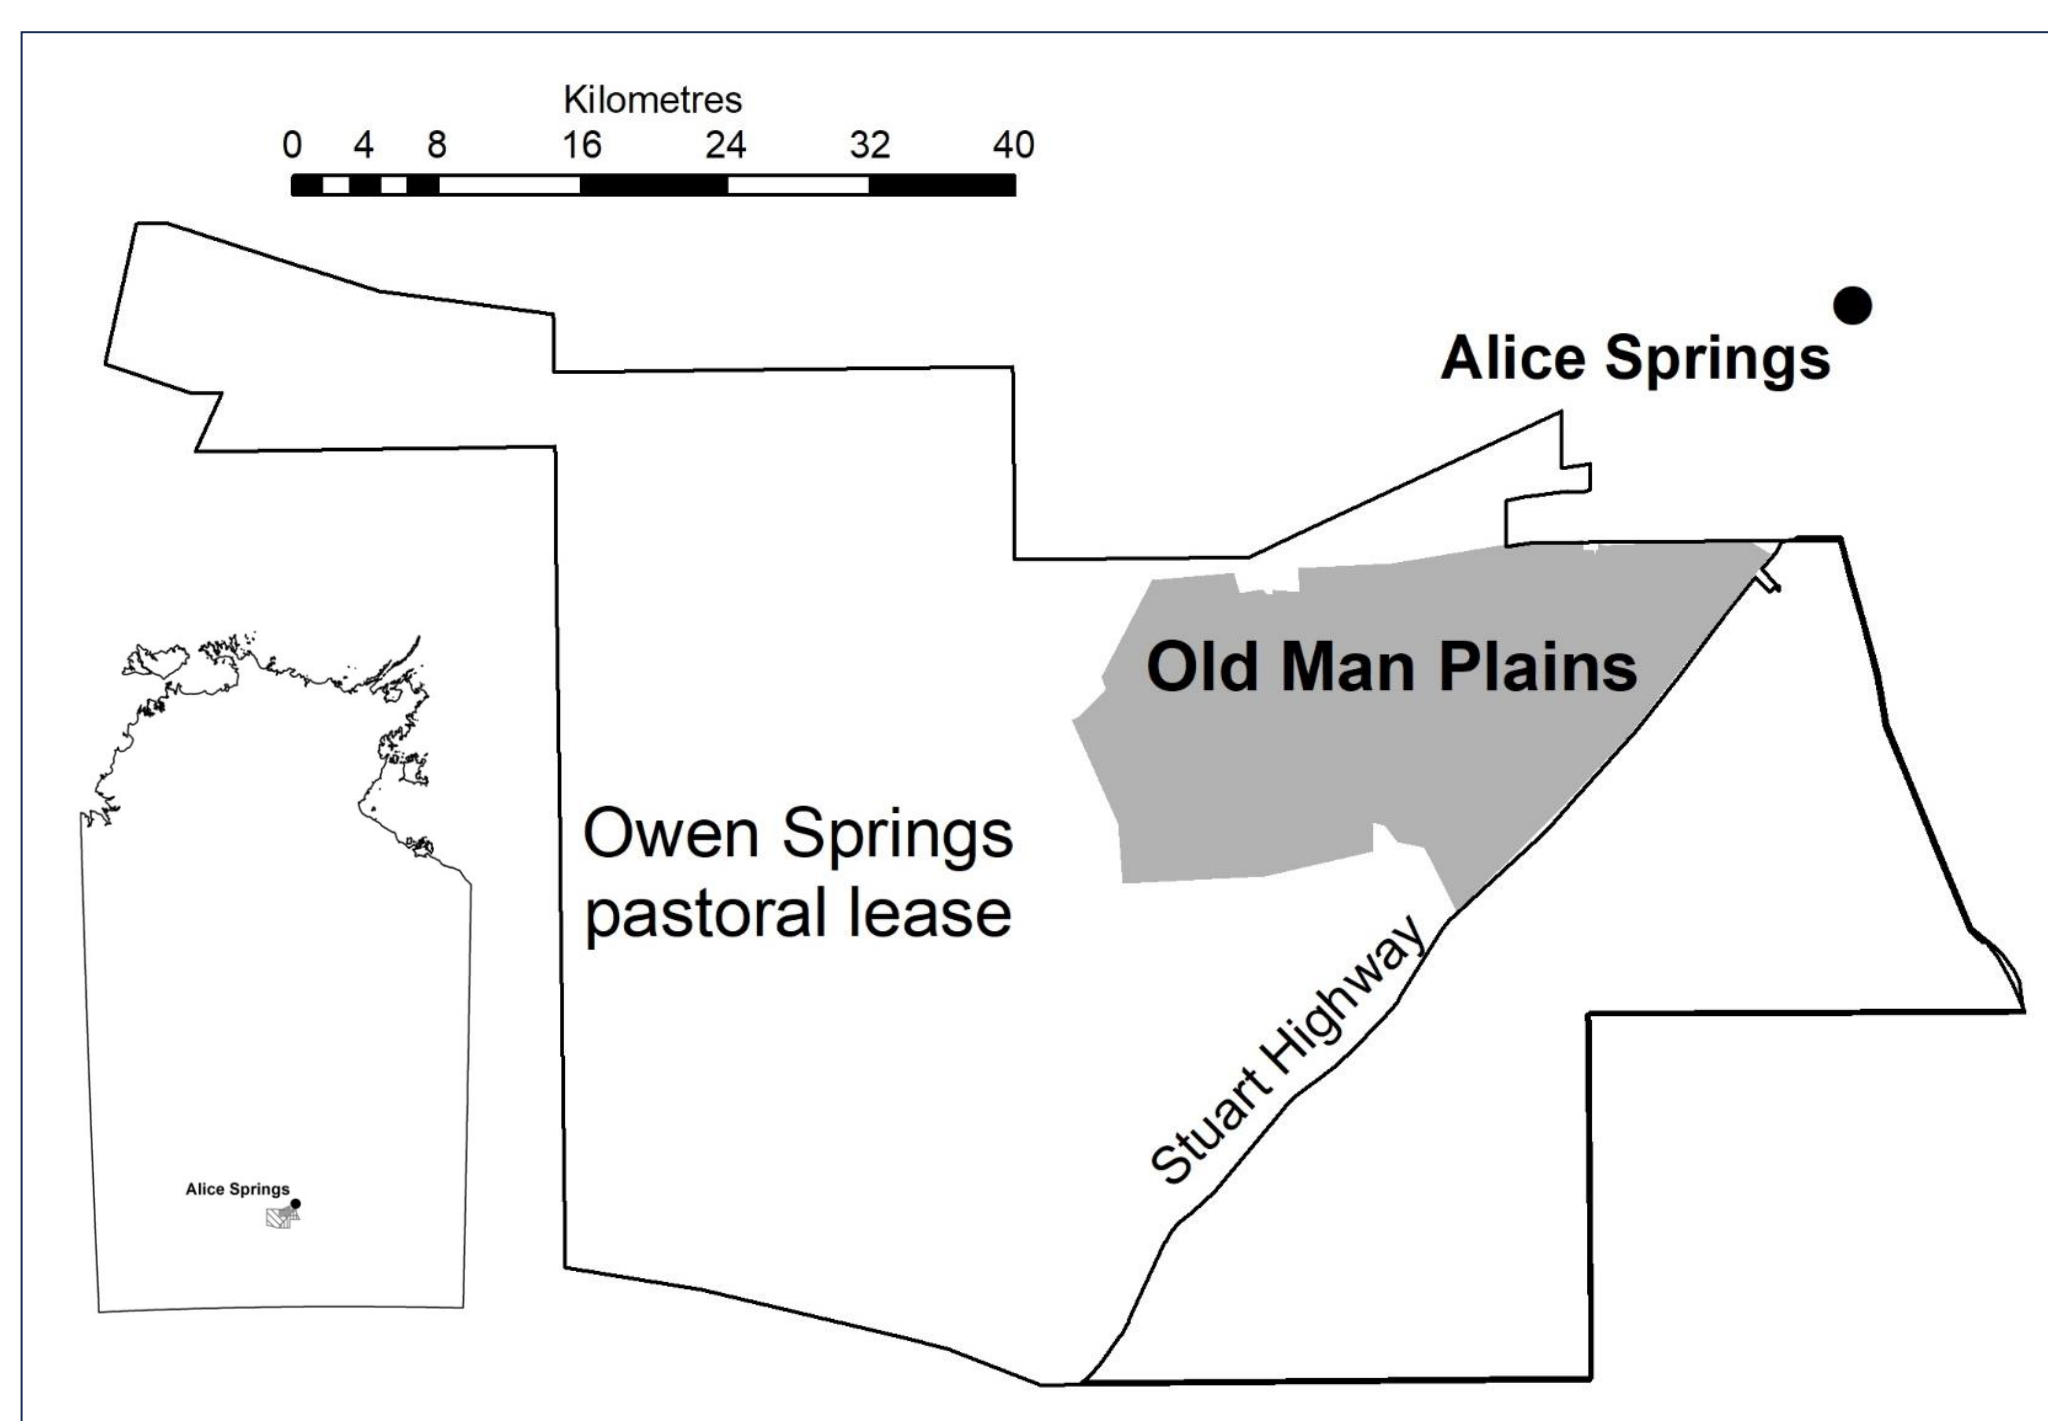 Kilometres
0 4 8 16 24 32 40
Alice Springs
Old Man Plains
Owen Springs
pastoral lease
Stuart Highway
Alice Springs